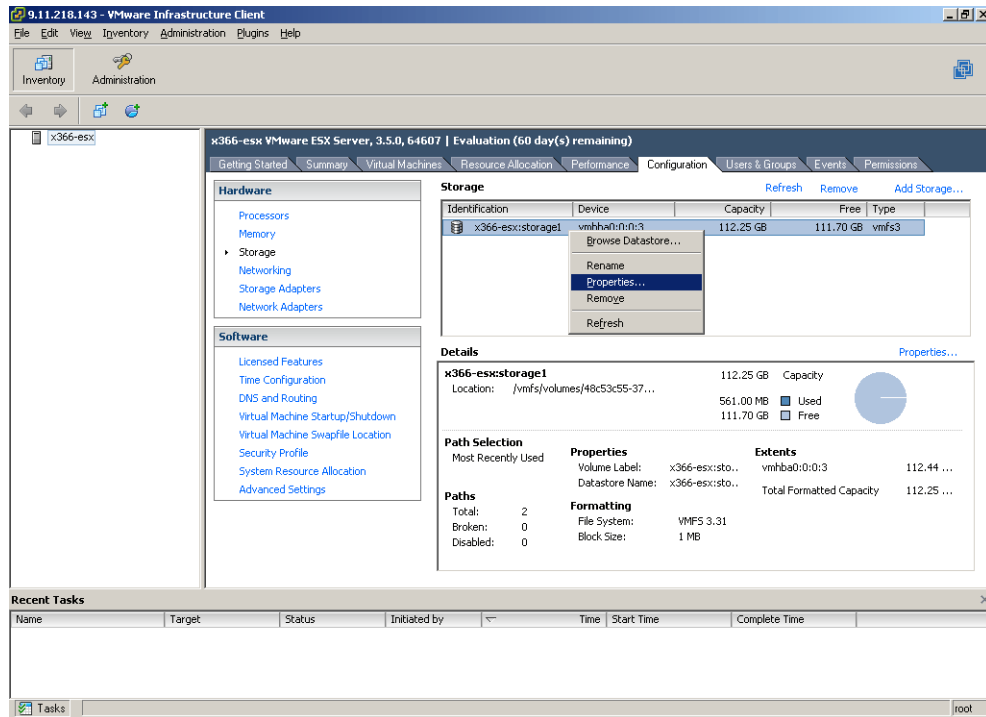 9.11.218.143 - VMware Infrastructure Client
File Edit View Inventory Administration Plugins Help
Inventory Administration
x366-esx
x366-esx VMware ESX Server, 3.5.0, 64607 | Evaluation (60 day(s) remaining)
Getting Started Summary Virtual Machines Resource Allocation Performance Configuration Users & Groups Events Permissions
Hardware
Processors
Memory
Storage
Networking
Storage Adapters
Network Adapters
Software
Licensed Features
Time Configuration
DNS and Routing
Virtual Machine Startup/Shutdown
Virtual Machine Swapfile Location
Security Profile
System Resource Allocation
Advanced Settings
Storage Refresh Remove Add Storage...
Identification Device Capacity Free Type
x366-esx:storage1 vmhba0:0:0:3 112.25 GB 111.70 GB vmfs3
Browse Datastore...
Rename
Properties...
Remove
Refresh
Details Properties...
x366-esx:storage1 112.25 GB Capacity
Location: /vmfs/volumes/48c53c55-37...
561.00 MB Used
111.70 GB Free
Path Selection
Most Recently Used
Paths
Total: 2
Broken: 0
Disabled: 0
Properties
Volume Label: x366-esx:sto..
Datastore Name: x366-esx:sto..
Formatting
File System: VMFS 3.31
Block Size: 1 MB
Extents
vmhba0:0:0:3 112.44 ...
Total Formatted Capacity 112.25 ...
Recent Tasks
Name Target Status Initiated by Time Start Time Complete Time
Tasks root